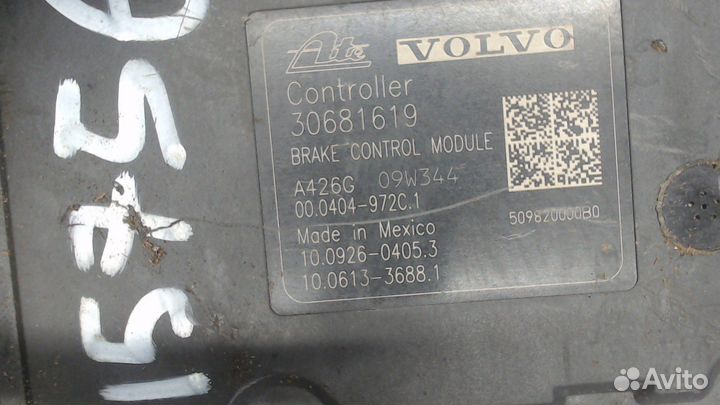 Ate VOLVO
Controller
30681619
BRAKE CONTROL MODULE
A426G 09W344
00.0404-972C.1
509820000B0
Made in Mexico
10.0926-0405.3
10.0613-3688.1
Avito